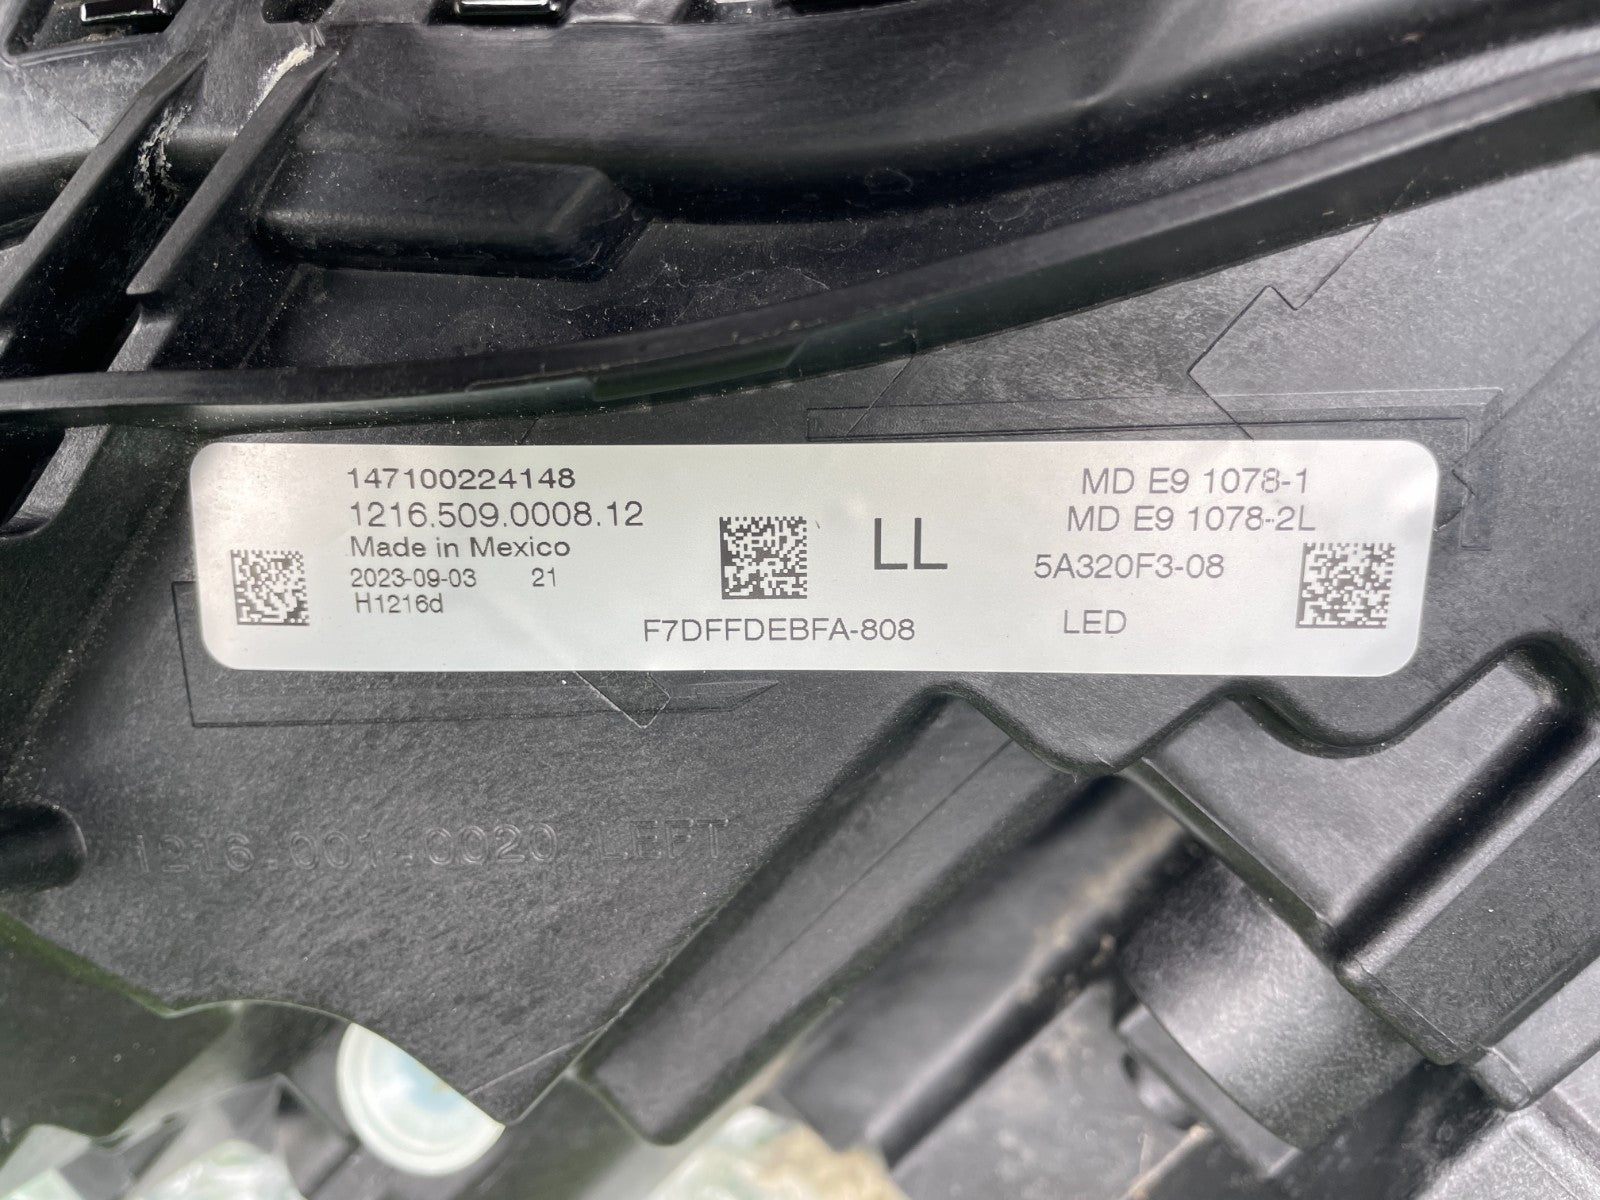 147100224148
1216.509.0008.12
Made in Mexico
2023-09-03 21
H1216d
LL
F7DFFDEBFA-808
MD E9 1078-1
MD E9 1078-2L
5A320F3-08
LED
1216.001.0020 LEFT